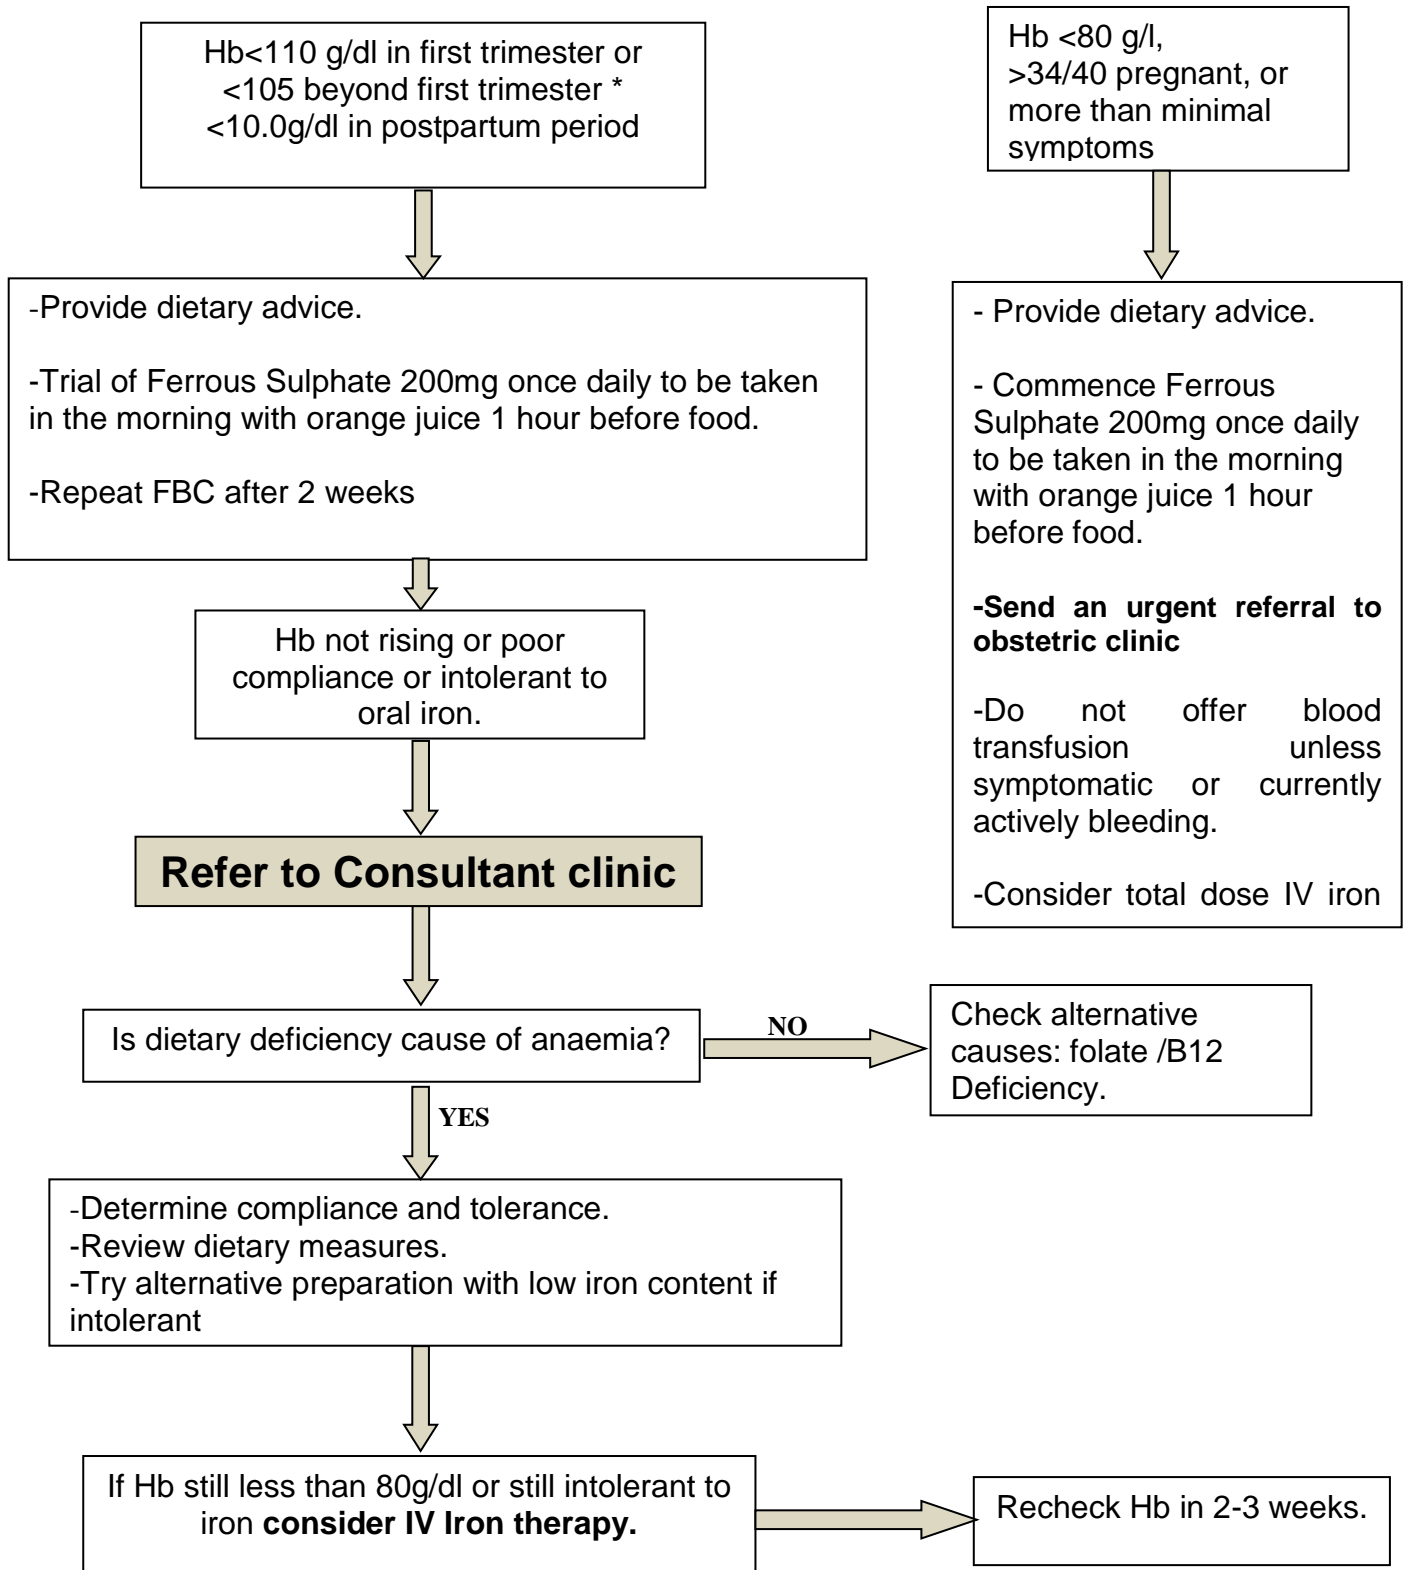 Hb<110 g/dl in first trimester or
<105 beyond first trimester *
<10.0g/dl in postpartum period
-Provide dietary advice.
-Trial of Ferrous Sulphate 200mg once daily to be taken
in the morning with orange juice 1 hour before food.
-Repeat FBC after 2 weeks
Hb not rising or poor
compliance or intolerant to
oral iron.
Refer to Consultant clinic
Is dietary deficiency cause of anaemia?
NO
Check alternative
causes: folate /B12
Deficiency.
YES
-Determine compliance and tolerance.
-Review dietary measures.
-Try alternative preparation with low iron content if
intolerant
If Hb still less than 80g/dl or still intolerant to
iron consider IV Iron therapy.
Recheck Hb in 2-3 weeks.
Hb <80 g/l,
>34/40 pregnant, or
more than minimal
symptoms
- Provide dietary advice.
- Commence Ferrous
Sulphate 200mg once daily
to be taken in the morning
with orange juice 1 hour
before food.
-Send an urgent referral to
obstetric clinic
-Do not offer blood
transfusion unless
symptomatic or currently
actively bleeding.
-Consider total dose IV iron